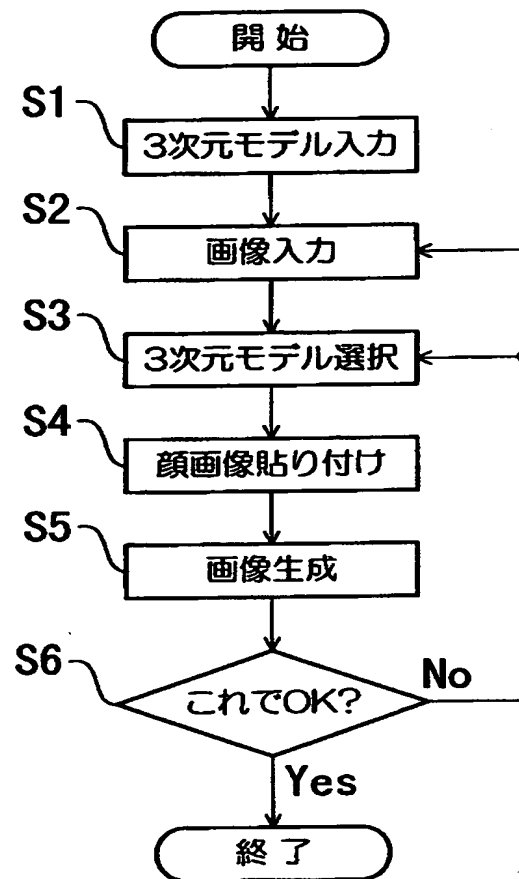 開始
S1
3次元モデル入力
S2
画像入力
S3
3次元モデル選択
S4
顔画像貼り付け
S5
画像生成
S6
これでOK?
No
Yes
終了